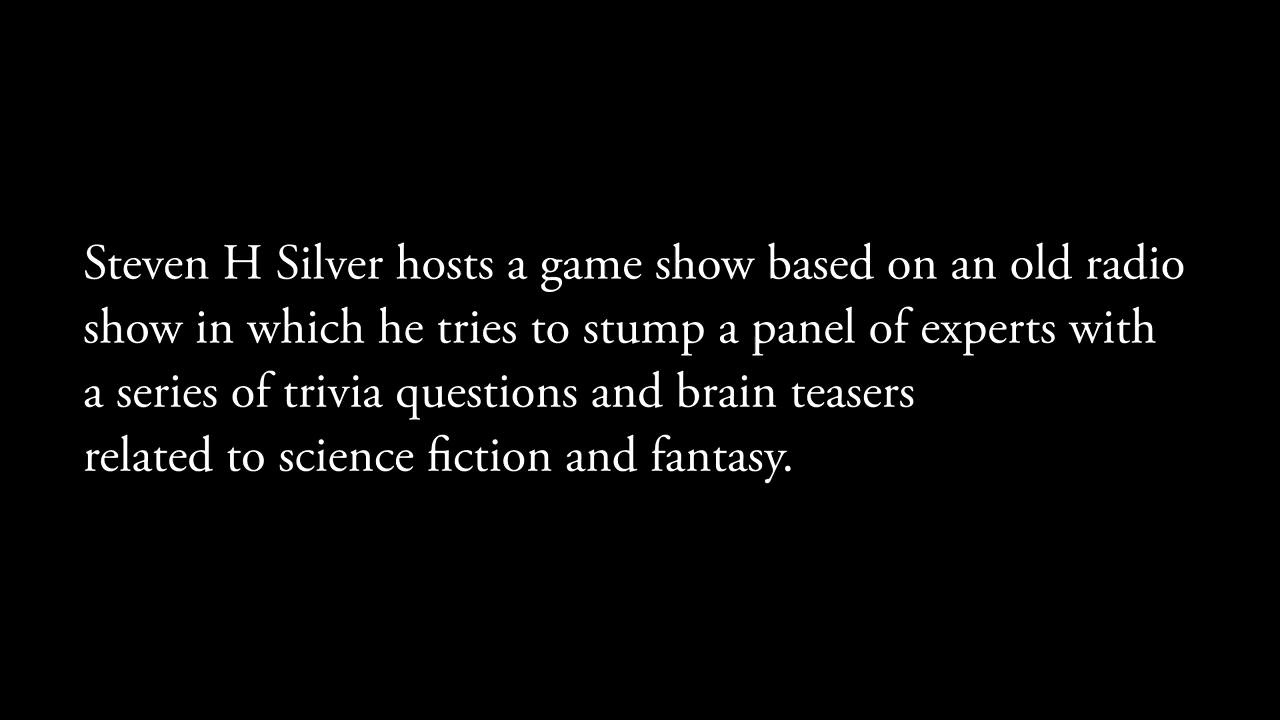 Steven H Silver hosts a game show based on an old radio
show in which he tries to stump a panel of experts with
a series of trivia questions and brain teasers
related to science fiction and fantasy.